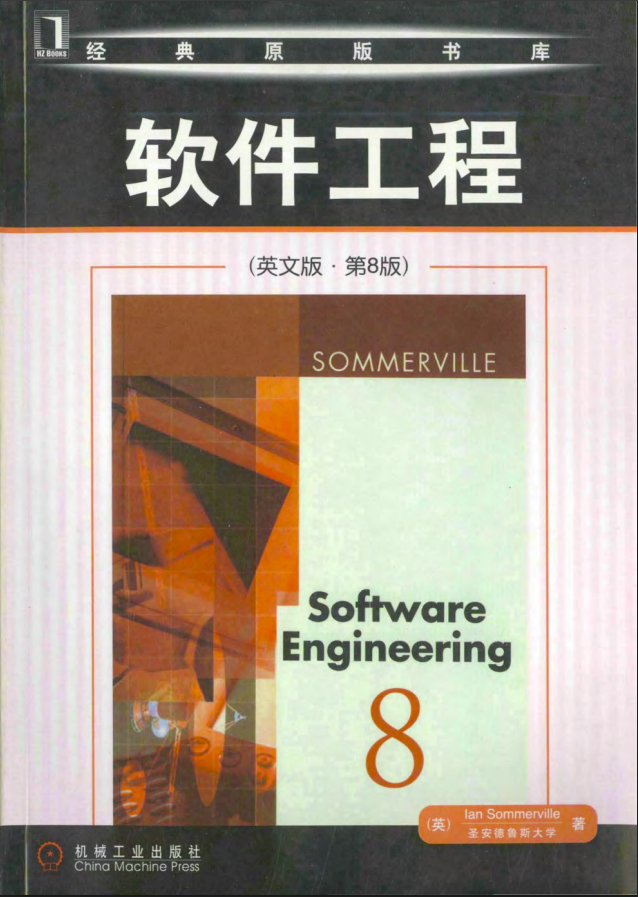 HZ BOOKS
经典原版书库
软件工程
(英文版·第8版)
SOMMERVILLE
Software
Engineering
8
(英) Ian Sommerville 著
圣安德鲁斯大学
机械工业出版社
China Machine Press